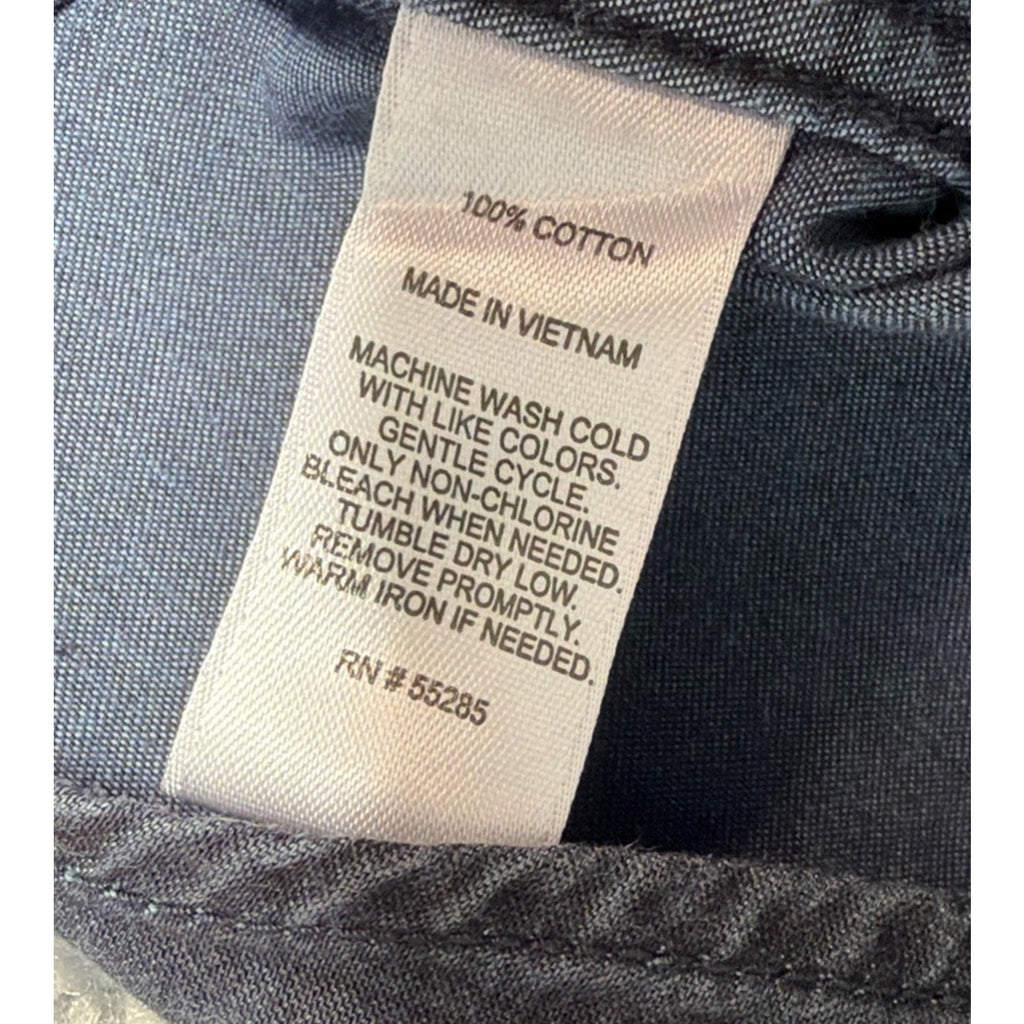 100% COTTON
MADE IN VIETNAM
MACHINE WASH COLD
WITH LIKE COLORS.
GENTLE CYCLE.
ONLY NON-CHLORINE
BLEACH WHEN NEEDED.
TUMBLE DRY LOW.
REMOVE PROMPTLY.
WARM IRON IF NEEDED.
RN # 55285